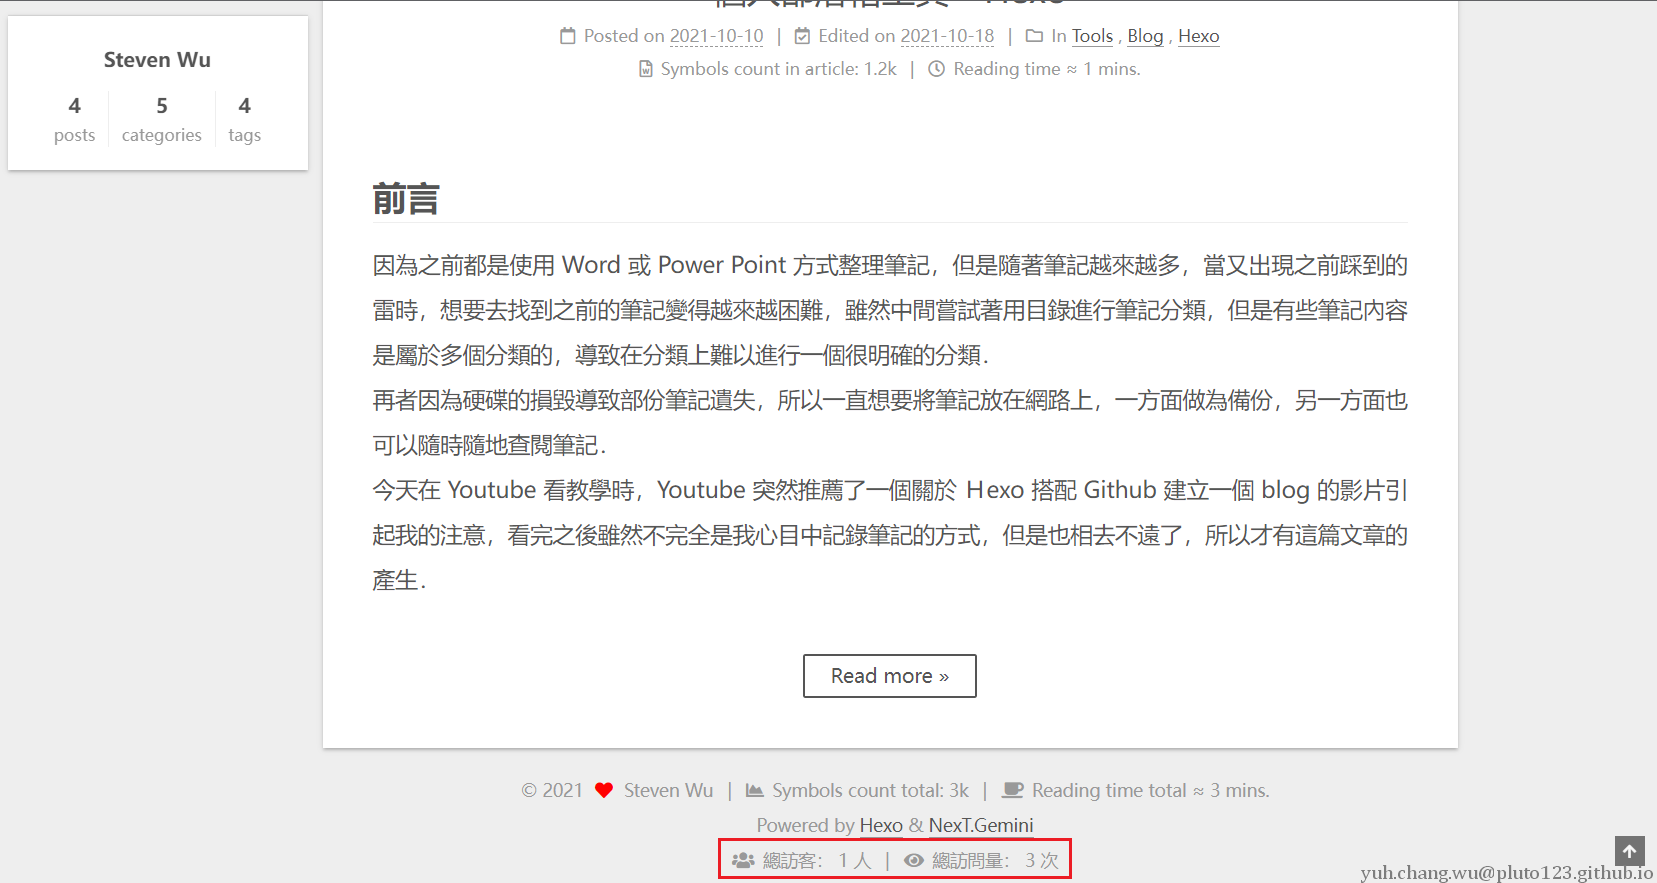 Steven Wu
4 5 4
posts categories tags
Posted on 2021-10-10 | Edited on 2021-10-18 | In Tools , Blog , Hexo
Symbols count in article: 1.2k | Reading time ≈ 1 mins.
前言
因為之前都是使用 Word 或 Power Point 方式整理筆記，但是隨著筆記越來越多，當又出現之前踩到的
雷時，想要去找到之前的筆記變得越來越困難，雖然中間嘗試著用目錄進行筆記分類，但是有些筆記內容
是屬於多個分類的，導致在分類上難以進行一個很明確的分類．
再者因為硬碟的損毀導致部份筆記遺失，所以一直想要將筆記放在網路上，一方面做為備份，另一方面也
可以隨時隨地查閱筆記．
今天在 Youtube 看教學時，Youtube 突然推薦了一個關於 Ｈexo 搭配 Github 建立一個 blog 的影片引
起我的注意，看完之後雖然不完全是我心目中記錄筆記的方式，但是也相去不遠了，所以才有這篇文章的
產生．
Read more »
© 2021 Steven Wu | Symbols count total: 3k | Reading time total ≈ 3 mins.
Powered by Hexo & NexT.Gemini
總訪客： 1 人 | 總訪問量： 3 次
yuh.chang.wu@pluto123.github.io